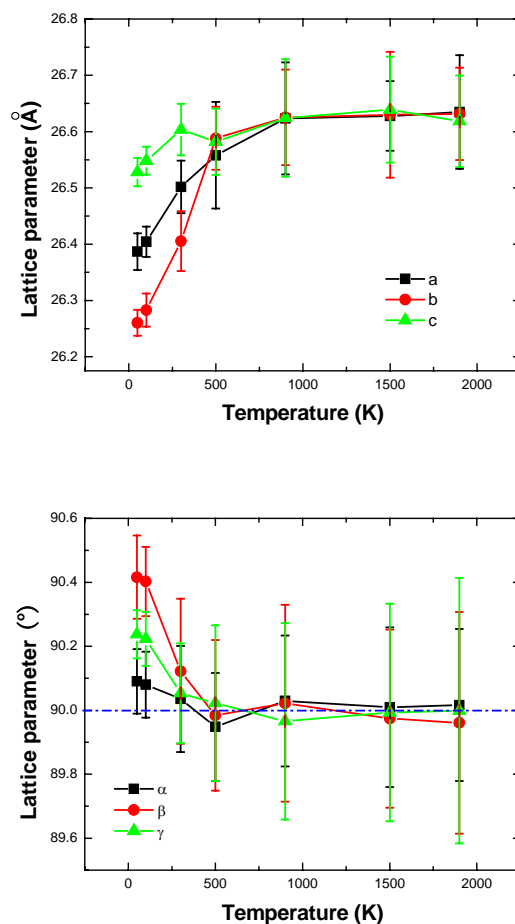 26.8
26.7
26.6
26.5
26.4
26.3
26.2
Lattice parameter (Å)
a
b
c
0 500 1000 1500 2000
Temperature (K)
90.6
90.4
90.2
90.0
89.8
89.6
Lattice parameter (°)
α
β
γ
0 500 1000 1500 2000
Temperature (K)